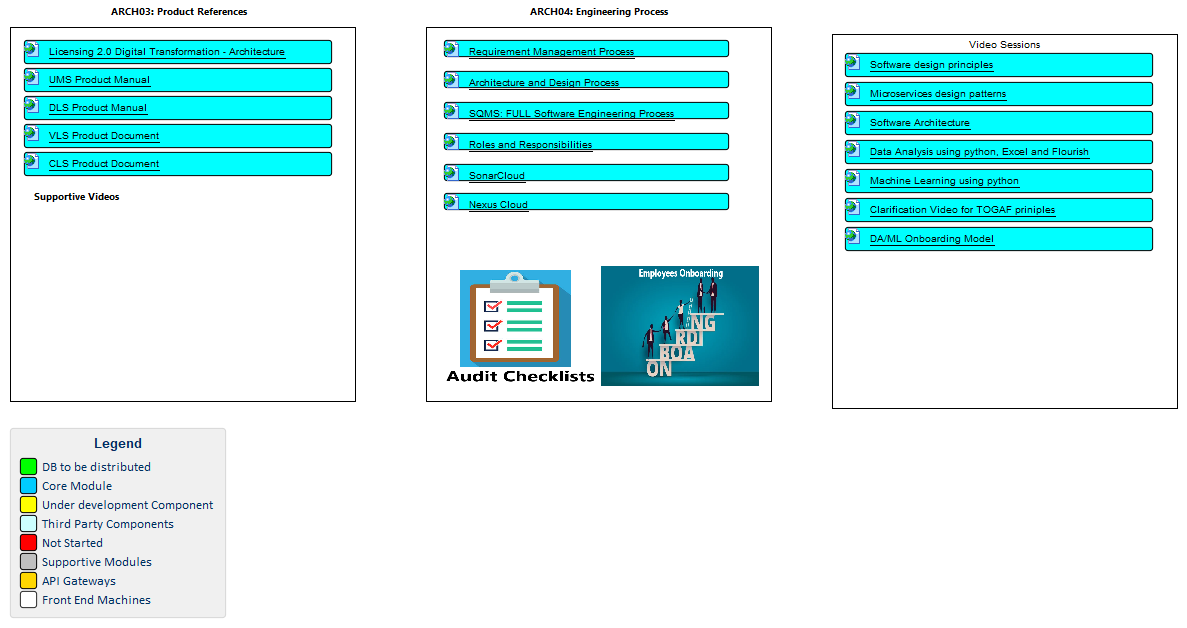 ARCH03: Product References
Licensing 2.0 Digital Transformation - Architecture
UMS Product Manual
DLS Product Manual
VLS Product Document
CLS Product Document
Supportive Videos
ARCH04: Engineering Process
Requirement Management Process
Architecture and Design Process
SQMS: FULL Software Engineering Process
Roles and Responsibilities
SonarCloud
Nexus Cloud
Audit Checklists
Employees Onboarding
NG
RDI
BOA
ON
Video Sessions
Software design principles
Microservices design patterns
Software Architecture
Data Analysis using python, Excel and Flourish
Machine Learning using python
Clarification Video for TOGAF priniples
DA/ML Onboarding Model
Legend
DB to be distributed
Core Module
Under development Component
Third Party Components
Not Started
Supportive Modules
API Gateways
Front End Machines